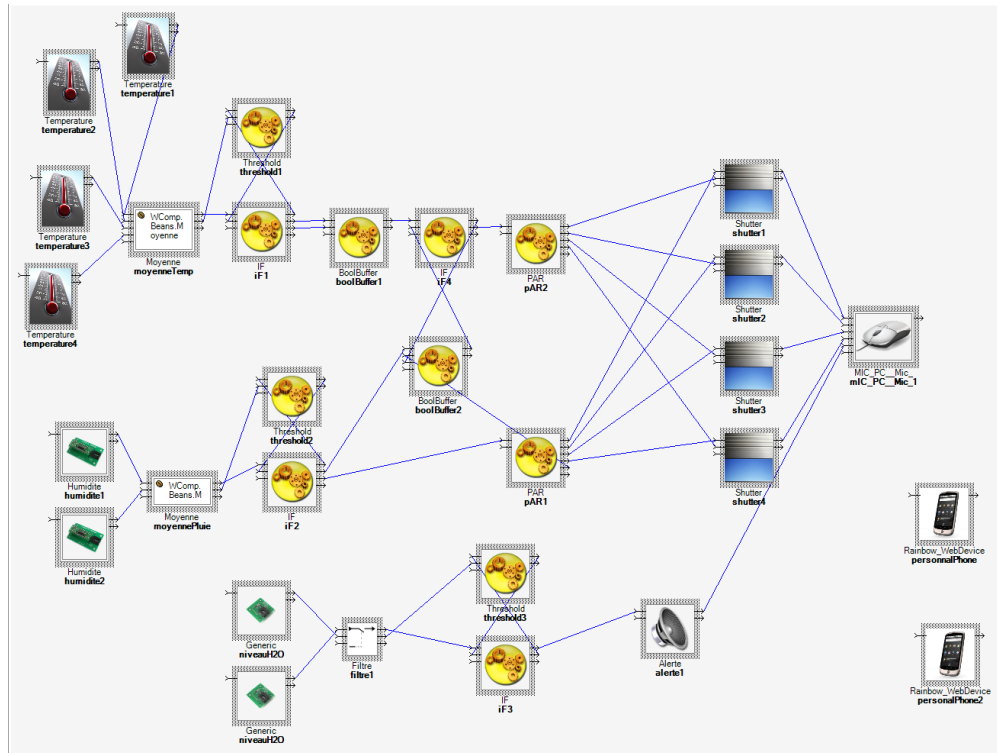 Temperature
temperature1
Temperature
temperature2
Threshold
threshold1
Temperature
temperature3
WComp.
Beans.M
oyenne
Moyenne
moyenneTemp
IF
iF1
BoolBuffer
boolBuffer1
IF
iF4
PAR
pAR2
Shutter
shutter1
Shutter
shutter2
Temperature
temperature4
BoolBuffer
boolBuffer2
Shutter
shutter3
MIC_PC__Mic_
mIC_PC__Mic_1
Threshold
threshold2
Humidite
humidite1
WComp.
Beans.M
Moyenne
moyennePluie
IF
iF2
PAR
pAR1
Shutter
shutter4
Humidite
humidite2
Rainbow_WebDevice
personnalPhone
Threshold
threshold3
Generic
niveauH2O
Filtre
filtre1
IF
iF3
Alerte
alerte1
Generic
niveauH2O
Rainbow_WebDevice
personalPhone2